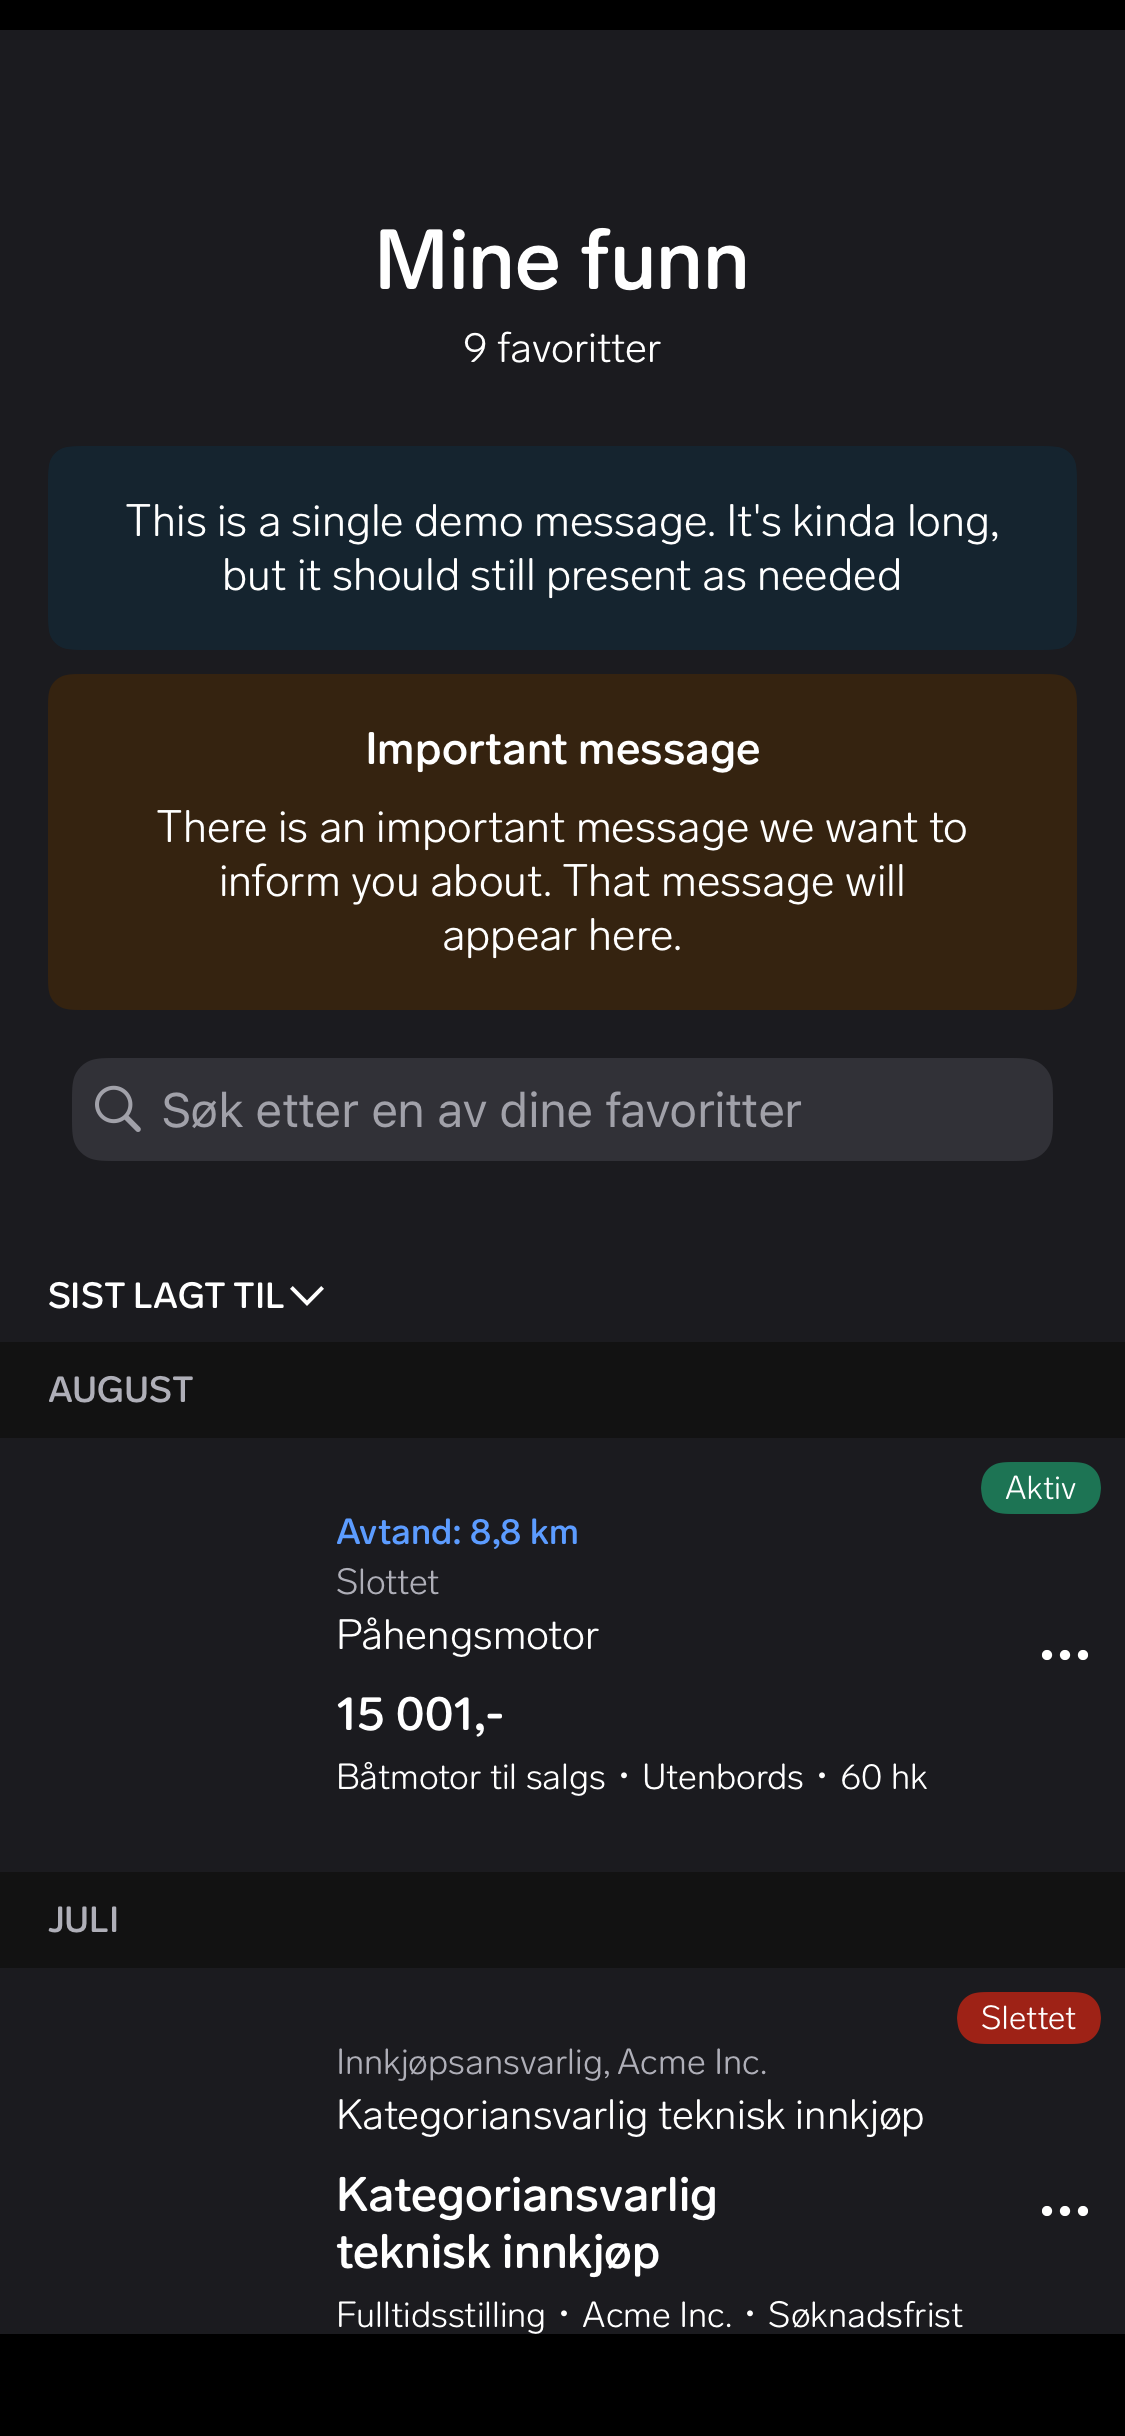 Mine funn
9 favoritter
This is a single demo message. It's kinda long,
but it should still present as needed
Important message
There is an important message we want to
inform you about. That message will
appear here.
Søk etter en av dine favoritter
SIST LAGT TIL
AUGUST
Aktiv
Avtand: 8,8 km
Slottet
Påhengsmotor
15 001,-
Båtmotor til salgs • Utenbords • 60 hk
JULI
Slettet
Innkjøpsansvarlig, Acme Inc.
Kategoriansvarlig teknisk innkjøp
Kategoriansvarlig
teknisk innkjøp
Fulltidsstilling • Acme Inc. • Søknadsfrist